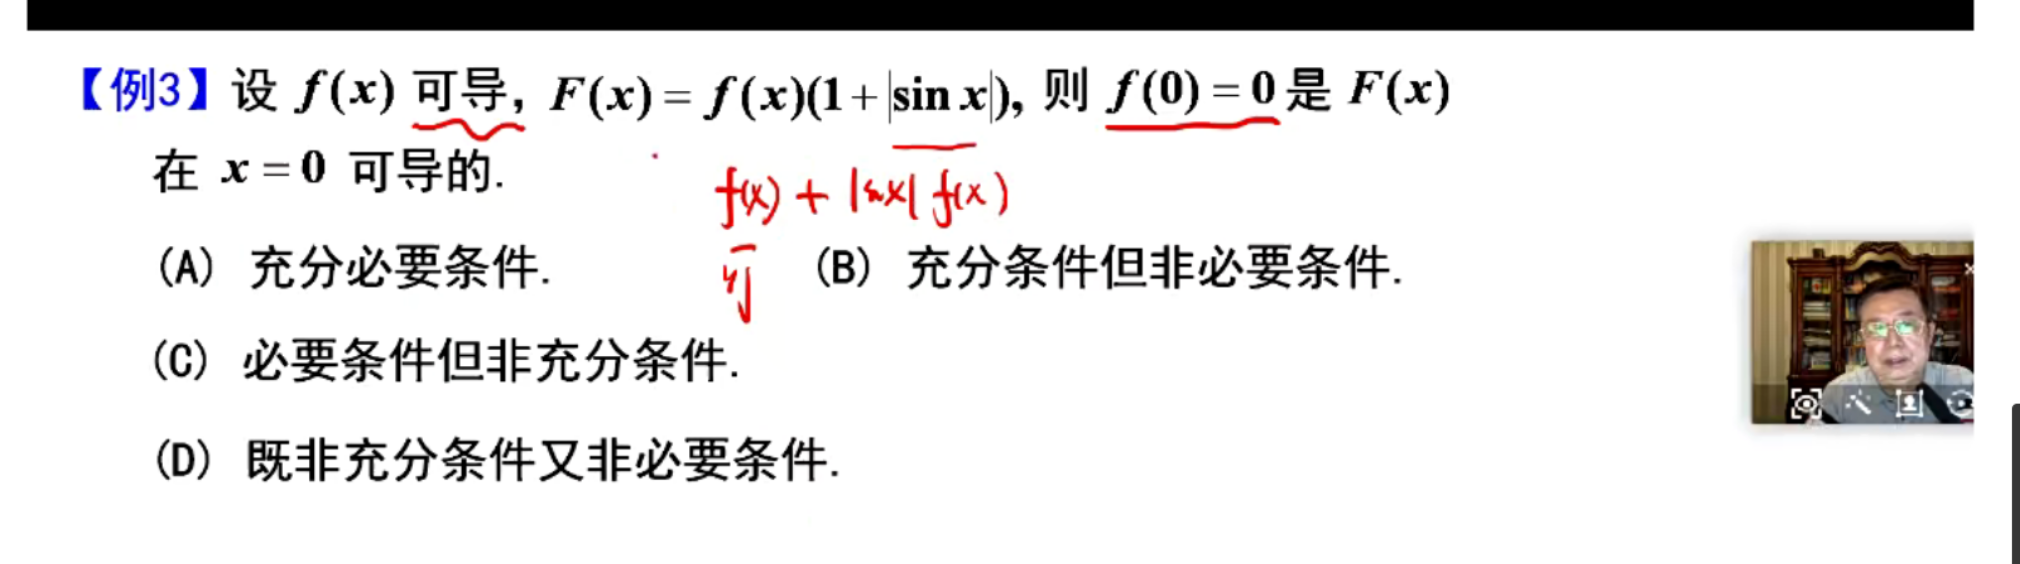 【例3】设 f(x) 可导, F(x) = f(x)(1+|sin x|), 则 f(0) = 0 是 F(x)
在 x = 0 可导的.
f(x) + |sinx| f(x)
可
(A) 充分必要条件.
(B) 充分条件但非必要条件.
(C) 必要条件但非充分条件.
(D) 既非充分条件又非必要条件.